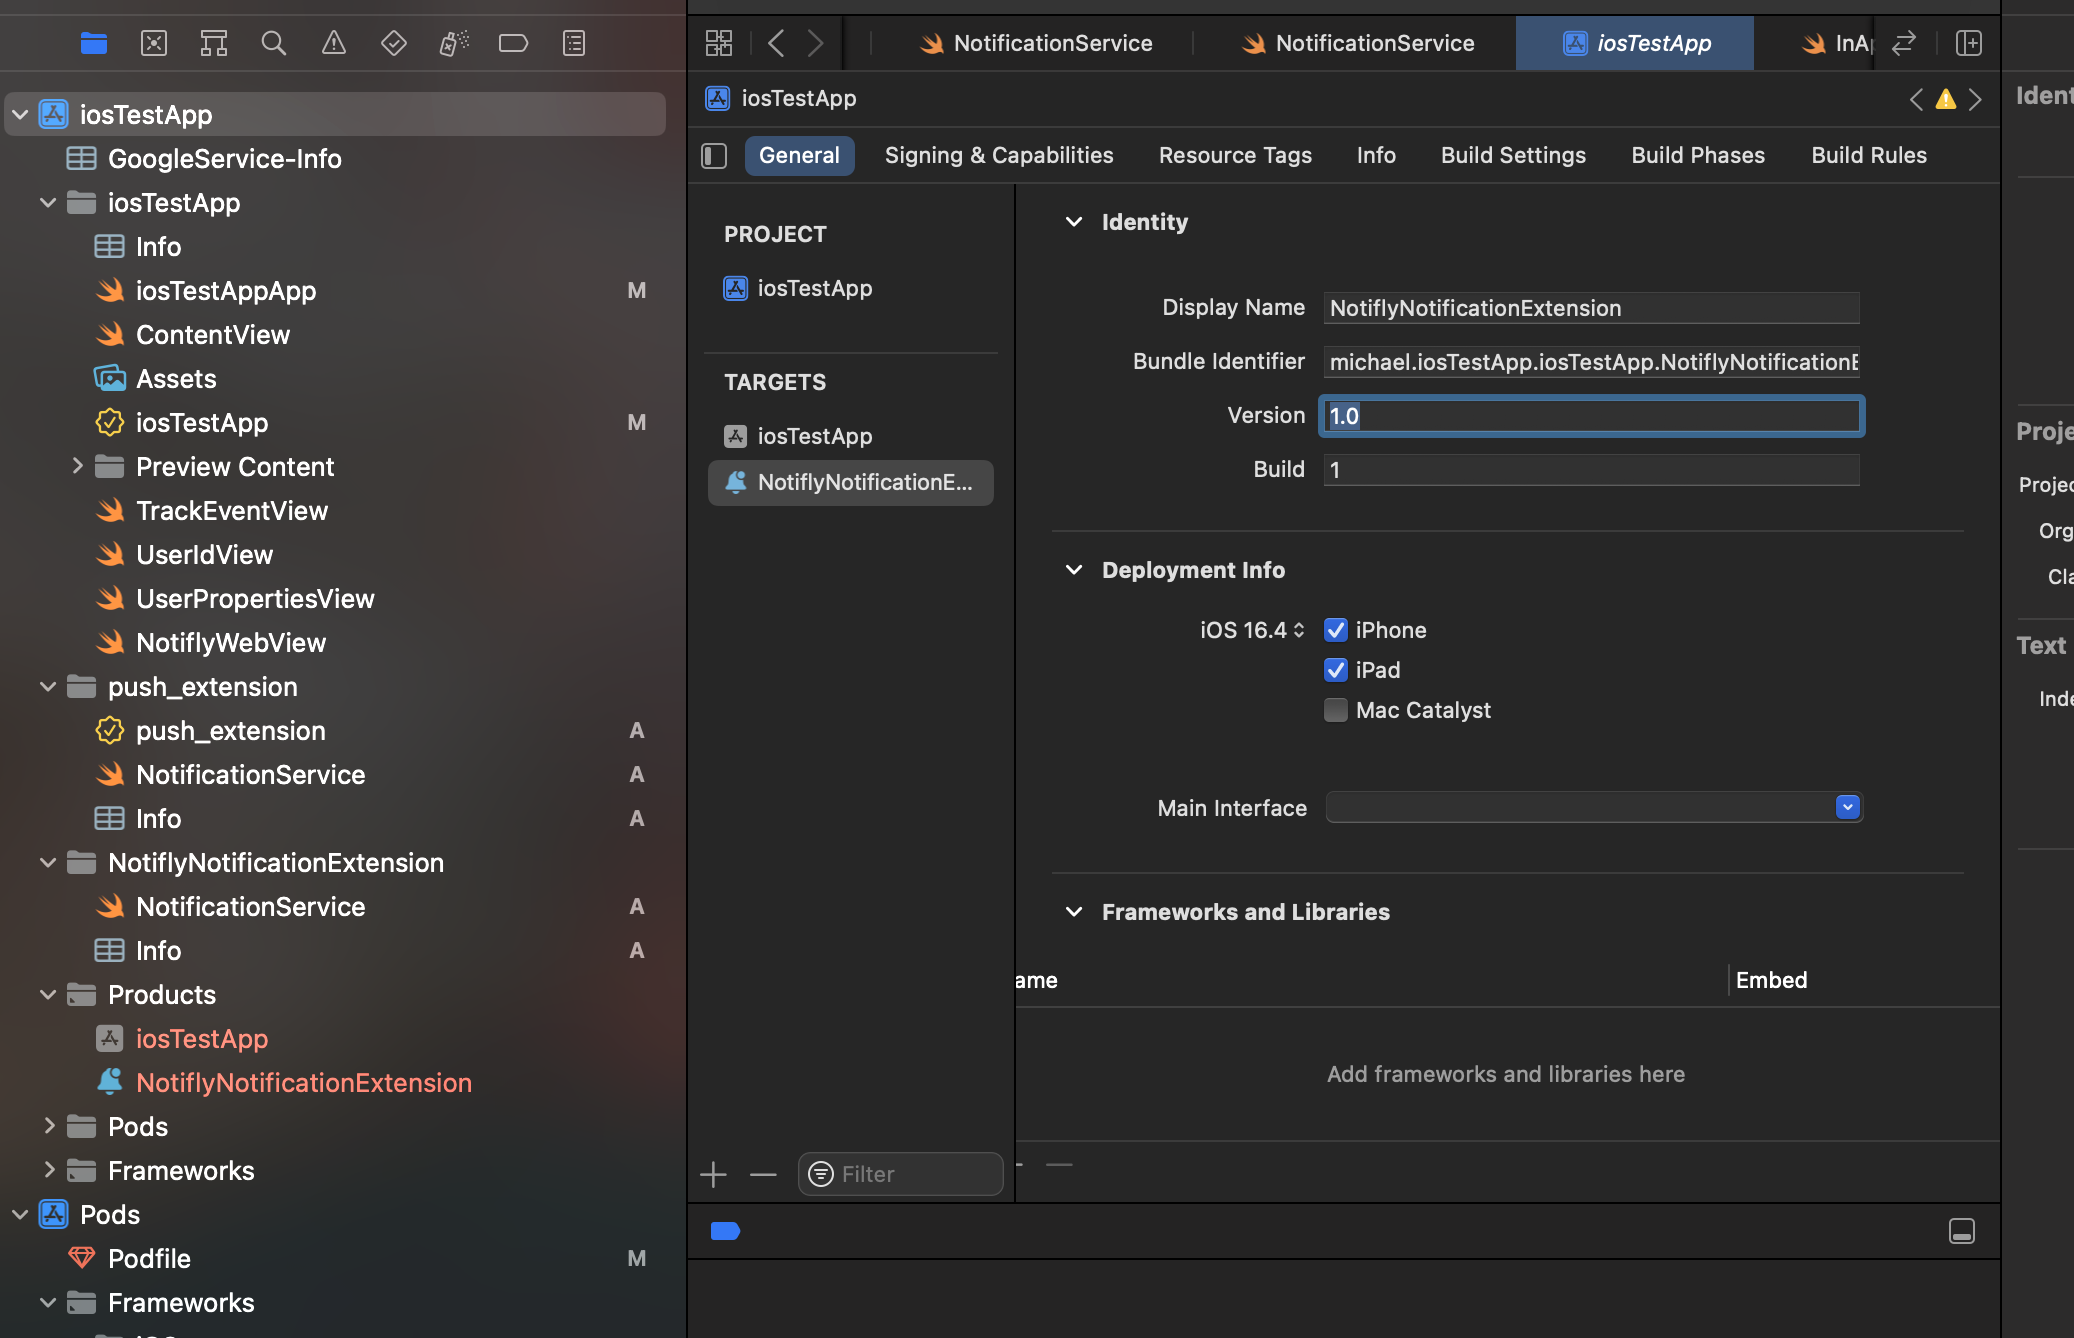 iosTestApp
GoogleService-Info
iosTestApp
Info
iosTestAppApp M
ContentView
Assets
iosTestApp M
Preview Content
TrackEventView
UserIdView
UserPropertiesView
NotiflyWebView
push_extension
push_extension A
NotificationService A
Info A
NotiflyNotificationExtension
NotificationService A
Info A
Products
iosTestApp
NotiflyNotificationExtension
Pods
Frameworks
Pods
Podfile M
Frameworks
NotificationService NotificationService iosTestApp InA
iosTestApp
General Signing & Capabilities Resource Tags Info Build Settings Build Phases Build Rules
PROJECT
iosTestApp
TARGETS
iosTestApp
NotiflyNotificationE...
Filter
Identity
Display Name NotiflyNotificationExtension
Bundle Identifier michael.iosTestApp.iosTestApp.NotiflyNotificationE
Version 1.0
Build 1
Deployment Info
iOS 16.4 iPhone
iPad
Mac Catalyst
Main Interface
Frameworks and Libraries
ame Embed
Add frameworks and libraries here
Ident
Proje
Projec
Org
Cla
Text
Inde